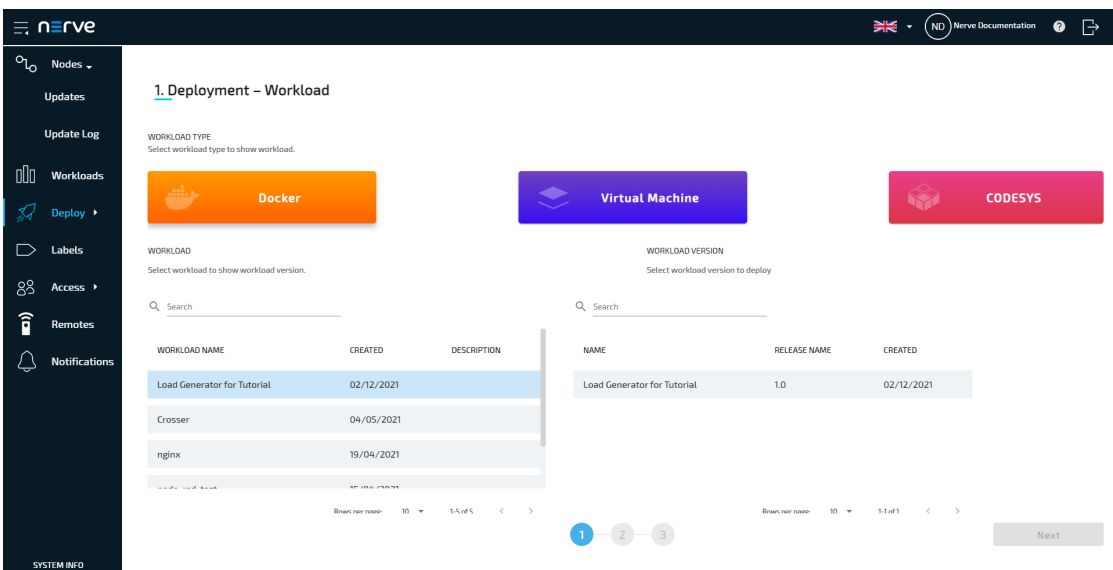 nerve
ND Nerve Documentation ?
Nodes
Updates
Update Log
Workloads
Deploy
Labels
Access
Remotes
Notifications
SYSTEM INFO
1. Deployment – Workload
WORKLOAD TYPE
Select workload type to show workload.
Docker
Virtual Machine
CODESYS
WORKLOAD
Select workload to show workload version.
Search
WORKLOAD NAME CREATED DESCRIPTION
Load Generator for Tutorial 02/12/2021
Crosser 04/05/2021
nginx 19/04/2021
Rows per page: 10 1-5 of 5
WORKLOAD VERSION
Select workload version to deploy
Search
NAME RELEASE NAME CREATED
Load Generator for Tutorial 1.0 02/12/2021
Rows per page: 10 1-1 of 1
1 2 3
Next